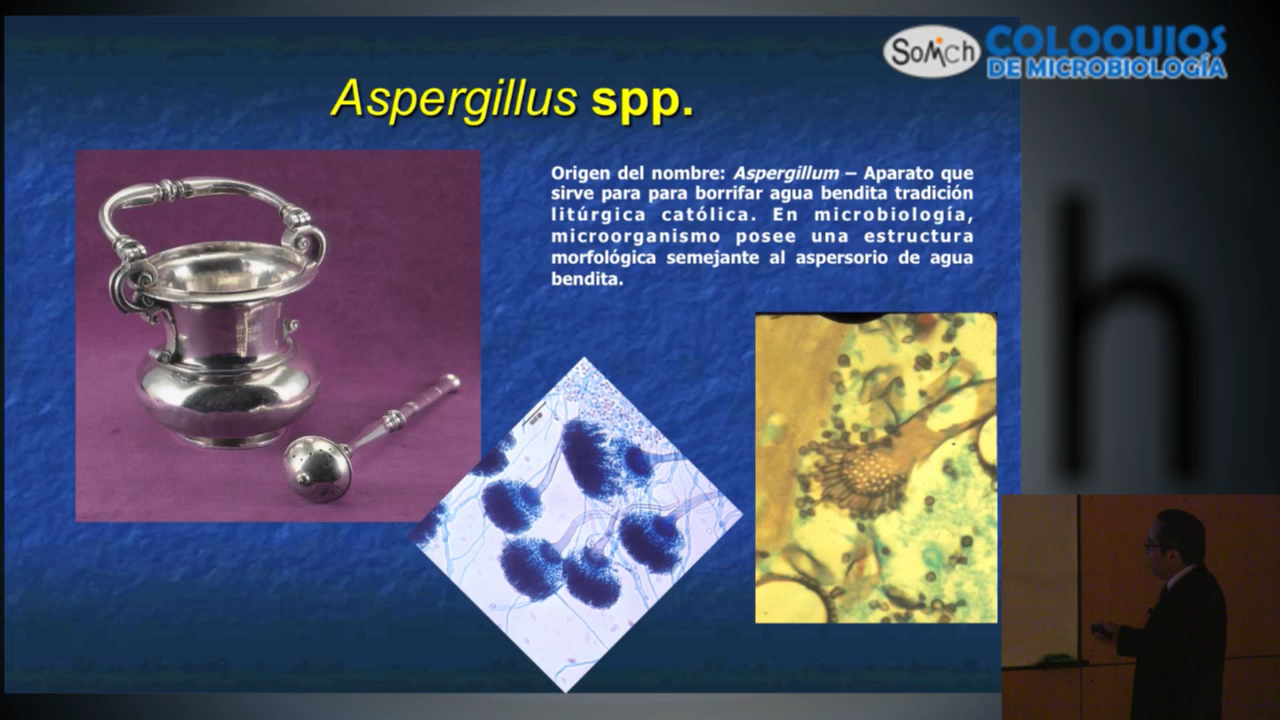 SoMich COLOQUIOS
DE MICROBIOLOGÍA
Aspergillus spp.
Origen del nombre: Aspergillum – Aparato que
sirve para para borrifar agua bendita tradición
litúrgica católica. En microbiología,
microorganismo posee una estructura
morfológica semejante al aspersorio de agua
bendita.
h